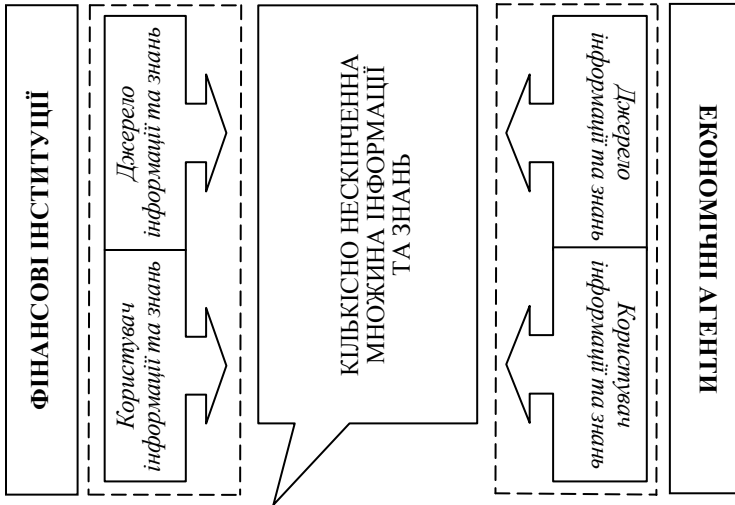 ФІНАНСОВІ ІНСТИТУЦІЇ
Користувач
інформації та знань
Джерело
інформації та знань
КІЛЬКІСНО НЕСКІНЧЕННА
МНОЖИНА ІНФОРМАЦІЇ
ТА ЗНАНЬ
Джерело
інформації та знань
Користувач
інформації та знань
ЕКОНОМІЧНІ АГЕНТИ